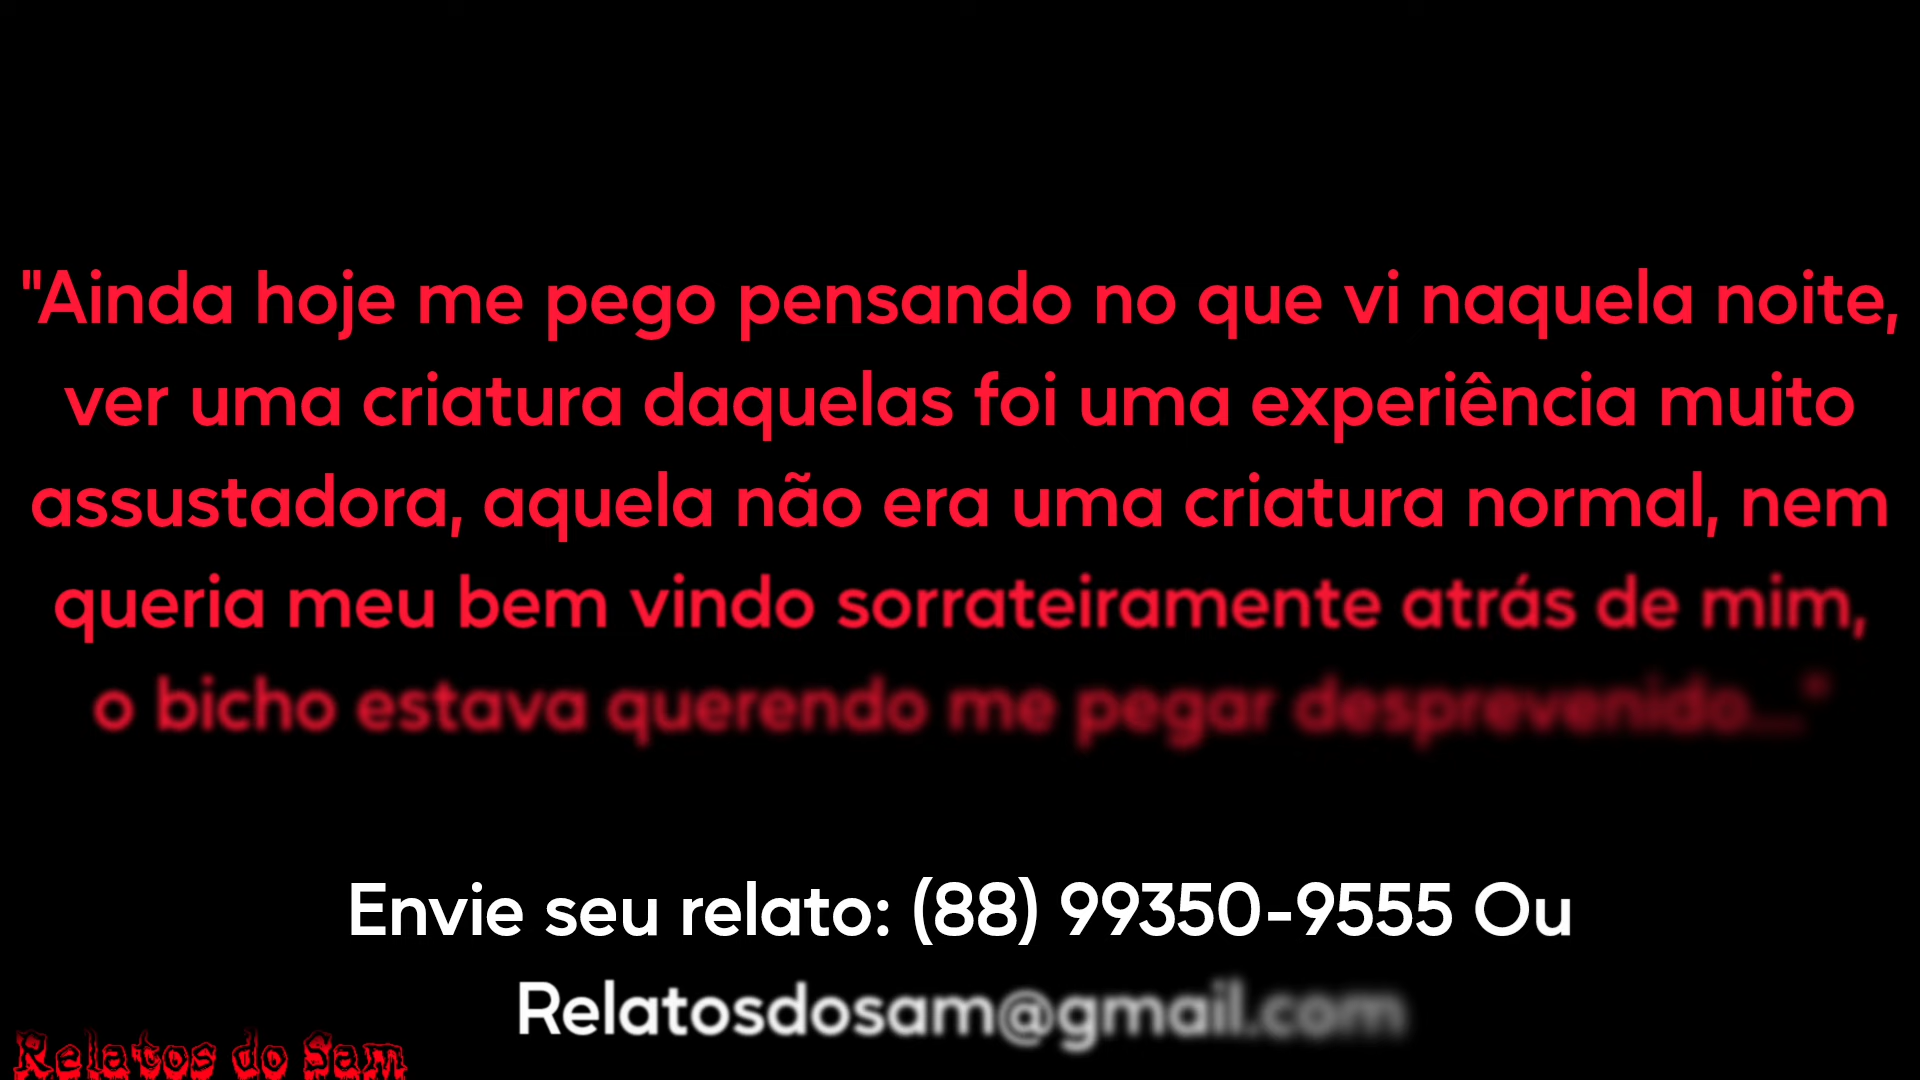 "Ainda hoje me pego pensando no que vi naquela noite,
ver uma criatura daquelas foi uma experiência muito
assustadora, aquela não era uma criatura normal, nem
queria meu bem vindo sorrateiramente atrás de mim,
o bicho estava querendo me pegar desprevenido..."
Envie seu relato: (88) 99350-9555 Ou
Relatosdosam@gmail.com
Relatos do Sam